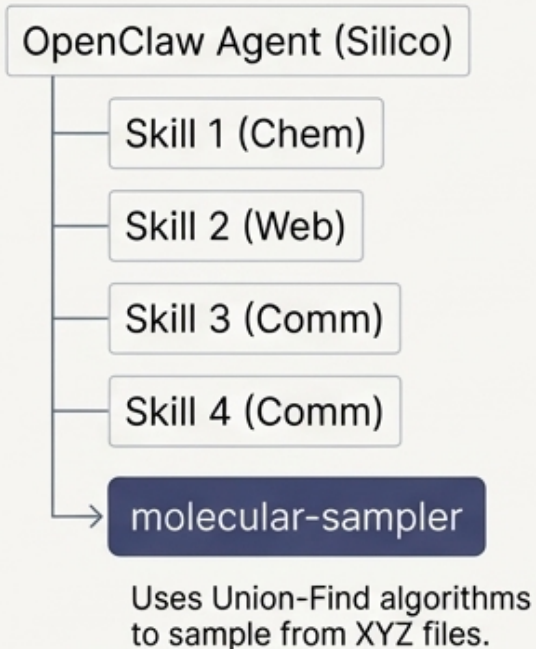 OpenClaw Agent (Silico)
Skill 1 (Chem)
Skill 2 (Web)
Skill 3 (Comm)
Skill 4 (Comm)
molecular-sampler
Uses Union-Find algorithms
to sample from XYZ files.